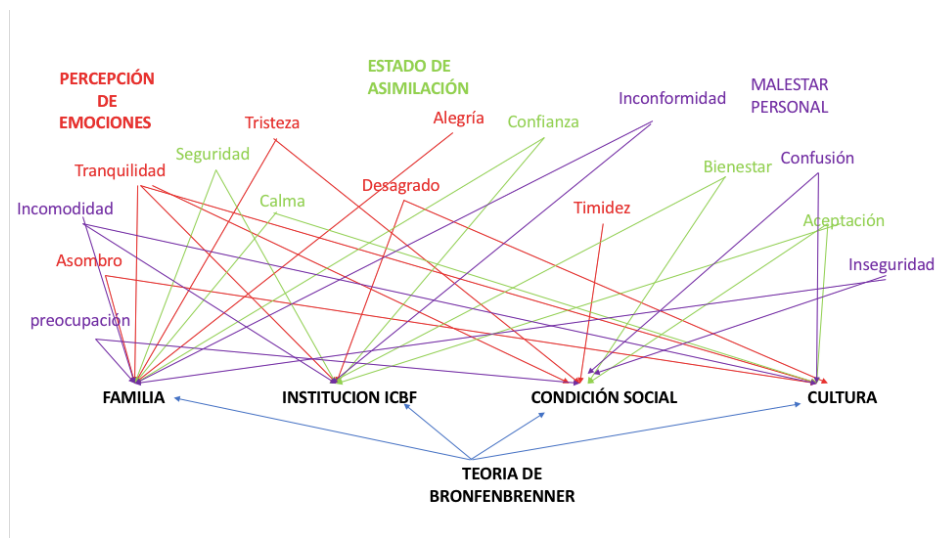 PERCEPCIÓN
DE
EMOCIONES
ESTADO DE
ASIMILACIÓN
MALESTAR
PERSONAL
Inconformidad
Tristeza
Alegría
Confianza
Seguridad
Confusión
Tranquilidad
Desagrado
Bienestar
Incomodidad
Calma
Timidez
Aceptación
Asombro
Inseguridad
preocupación
FAMILIA
INSTITUCION ICBF
CONDICIÓN SOCIAL
CULTURA
TEORIA DE
BRONFENBRENNER